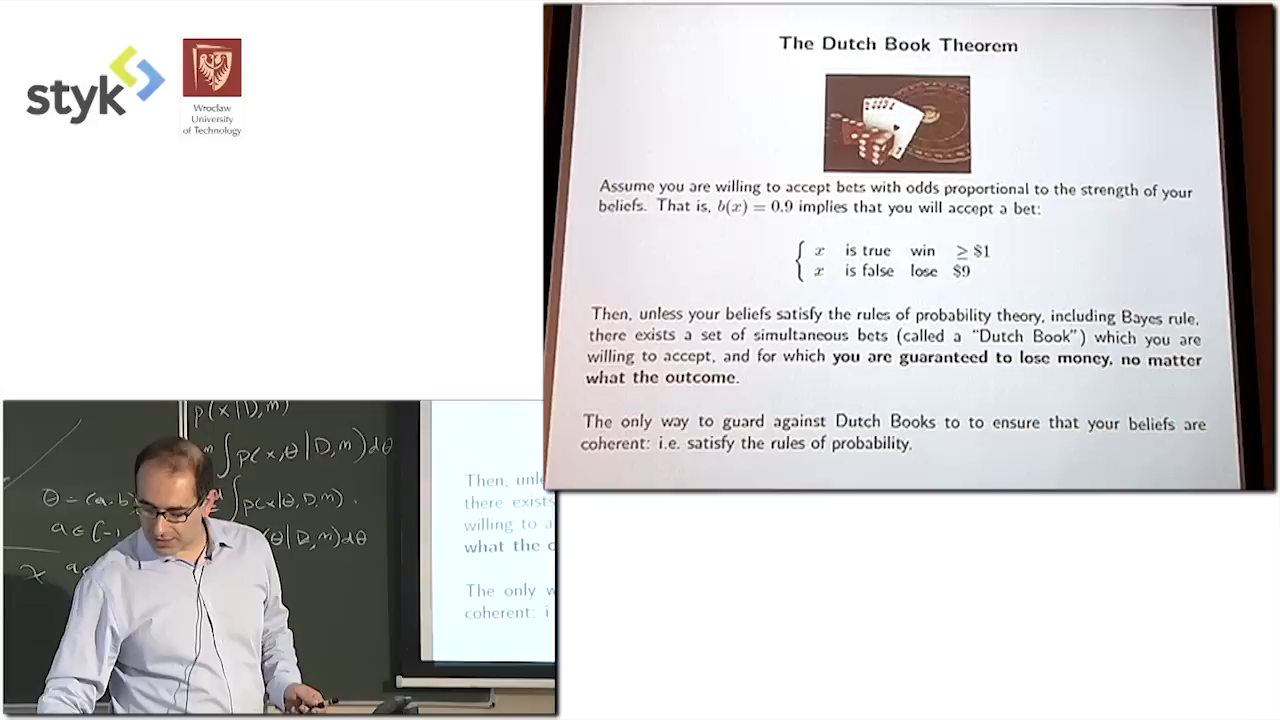 styk
Wrocław
University
of Technology
The Dutch Book Theorem
Assume you are willing to accept bets with odds proportional to the strength of your
beliefs. That is, b(x) = 0.9 implies that you will accept a bet:
{ x is true win ≥ $1
x is false lose $9
Then, unless your beliefs satisfy the rules of probability theory, including Bayes rule,
there exists a set of simultaneous bets (called a "Dutch Book") which you are
willing to accept, and for which you are guaranteed to lose money, no matter
what the outcome.
The only way to guard against Dutch Books to to ensure that your beliefs are
coherent: i.e. satisfy the rules of probability.
p(x|D,m)
∫p(x,θ|D,m)dθ
θ=(a,b)
∫p(x|θ,D,m).
a∈[-1
(θ|D,m)dθ
Then, unle
there exists
willing to a
what the o
The only w
coherent: i